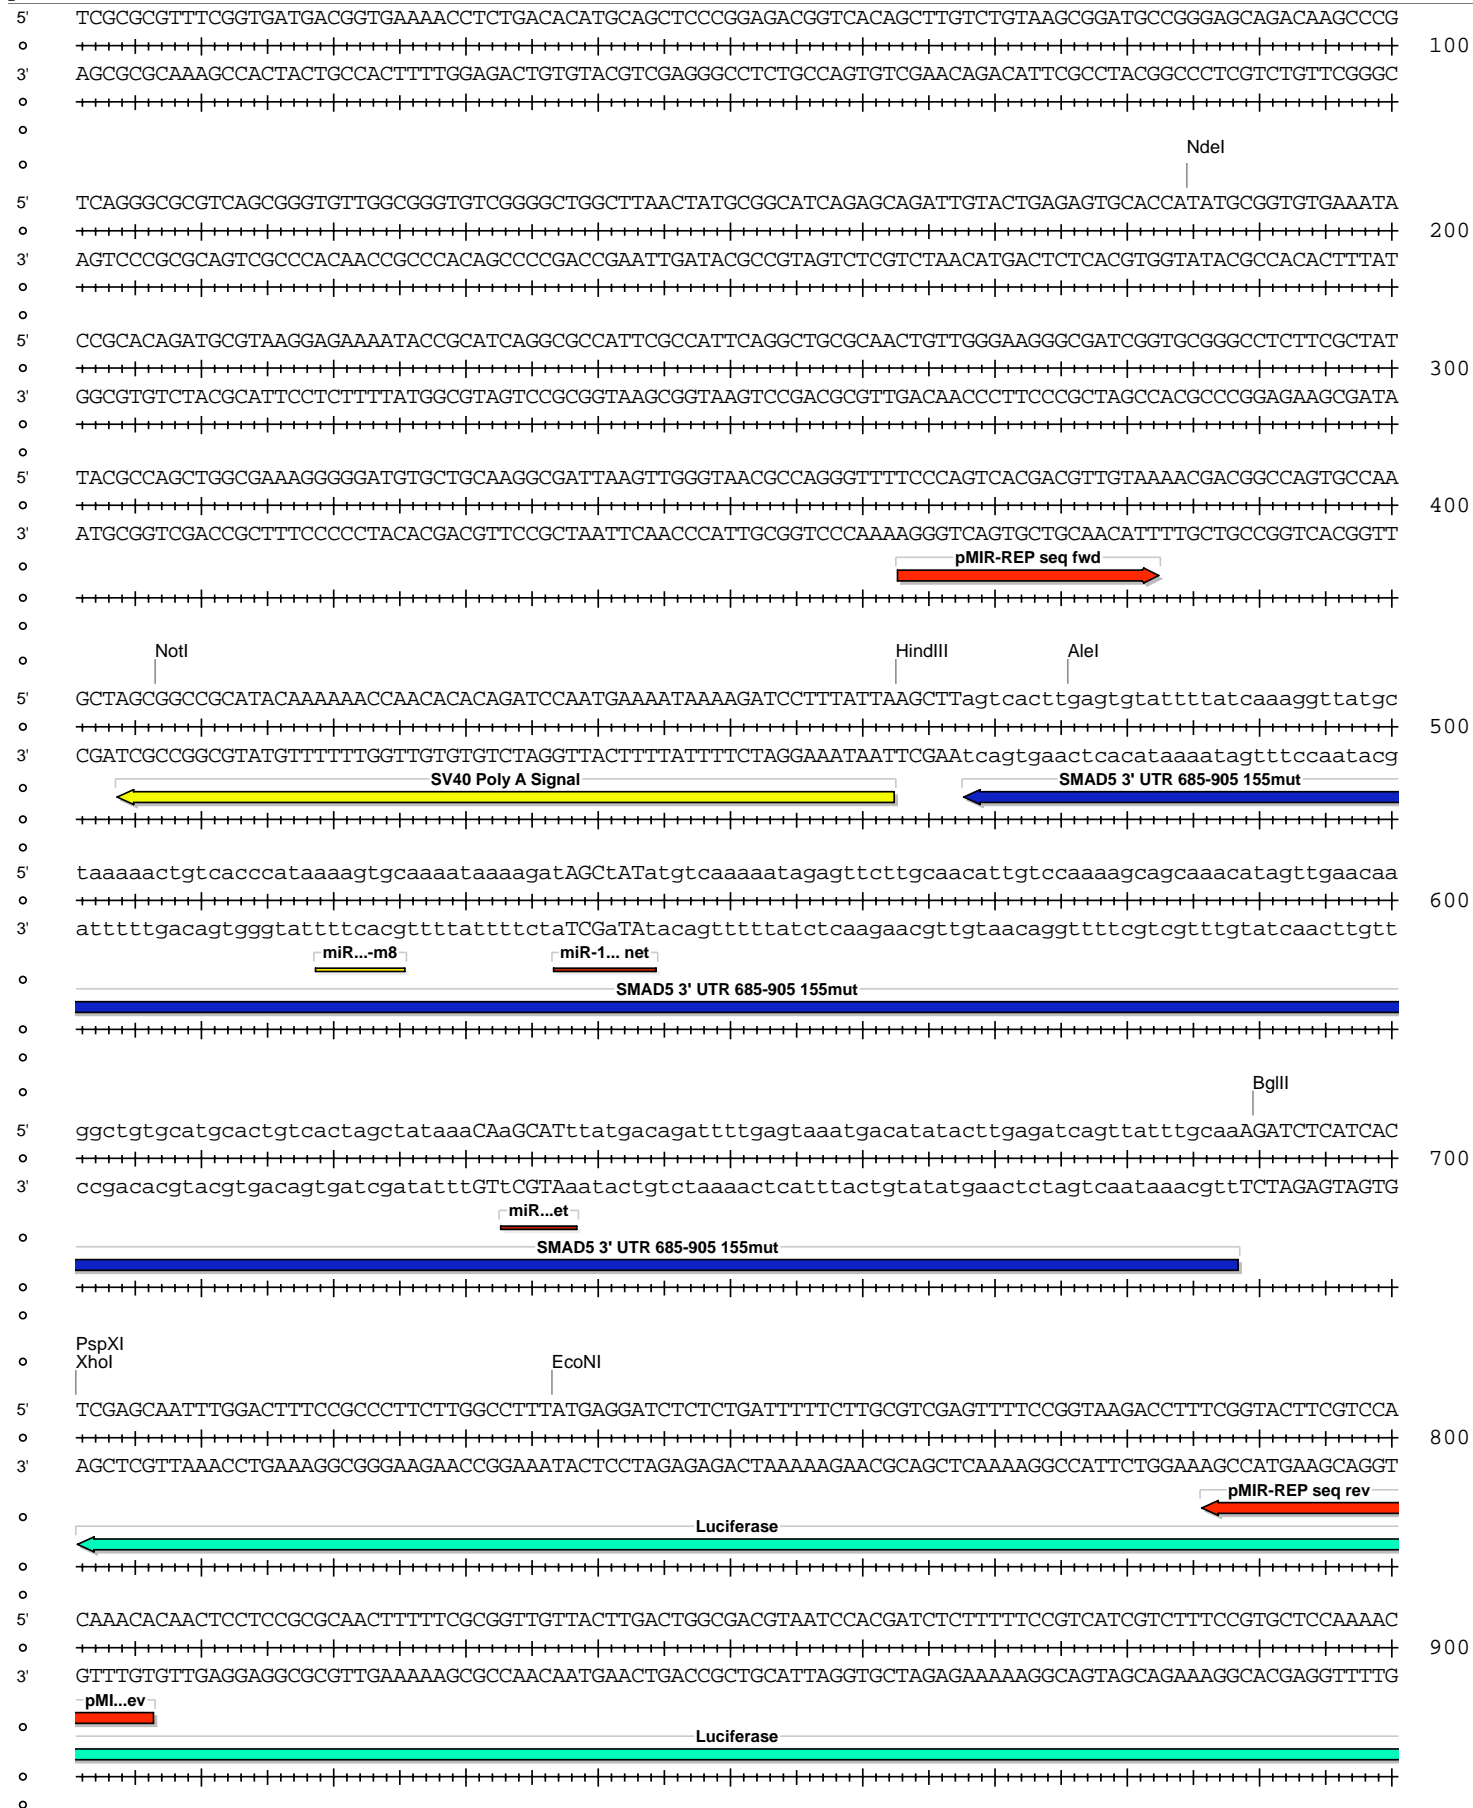 5' TCGCGCGTTTCGGTGATGACGGTGAAAACCTCTGACACATGCAGCTCCCGGAGACGGTCACAGCTTGTCTGTAAGCGGATGCCGGGAGCAGACAAGCCCG
100
3' AGCGCGCAAAGCCACTACTGCCACTTTTGGAGACTGTGTACGTCGAGGGCCTCTGCCAGTGTCGAACAGACATTCGCCTACGGCCCTCGTCTGTTCGGGC
NdeI
5' TCAGGGCGCGTCAGCGGGTGTTGGCGGGTGTCGGGGCTGGCTTAACTATGCGGCATCAGAGCAGATTGTACTGAGAGTGCACCATATGCGGTGTGAAATA
200
3' AGTCCCGCGCAGTCGCCCACAACCGCCCACAGCCCCGACCGAATTGATACGCCGTAGTCTCGTCTAACATGACTCTCACGTGGTATACGCCACACTTTAT
5' CCGCACAGATGCGTAAGGAGAAAATACCGCATCAGGCGCCATTCGCCATTCAGGCTGCGCAACTGTTGGGAAGGGCGATCGGTGCGGGCCTCTTCGCTAT
300
3' GGCGTGTCTACGCATTCCTCTTTTATGGCGTAGTCCGCGGTAAGCGGTAAGTCCGACGCGTTGACAACCCTTCCCGCTAGCCACGCCCGGAGAAGCGATA
5' TACGCCAGCTGGCGAAAGGGGGATGTGCTGCAAGGCGATTAAGTTGGGTAACGCCAGGGTTTTCCCAGTCACGACGTTGTAAAACGACGGCCAGTGCCAA
400
3' ATGCGGTCGACCGCTTTCCCCCTACACGACGTTCCGCTAATTCAACCCATTGCGGTCCCAAAAGGGTCAGTGCTGCAACATTTTGCTGCCGGTCACGGTT
pMIR-REP seq fwd
NotI HindIII AleI
5' GCTAGCGGCCGCATACAAAAAACCAACACACAGATCCAATGAAAATAAAAGATCCTTTATTAAGCTTagtcacttgagtgtattttatcaaaggttatgc
500
3' CGATCGCCGGCGTATGTTTTTTGGTTGTGTGTCTAGGTTACTTTTATTTTCTAGGAAATAATTCGAAtcagtgaactcacataaaatagtttccaatacg
SV40 Poly A Signal SMAD5 3' UTR 685-905 155mut
5' taaaaactgtcacccataaaagtgcaaaataaaagatAGCtATatgtcaaaaatagagttcttgcaacattgtccaaaagcagcaaacatagttgaacaa
600
3' atttttgacagtgggtattttcacgttttattttctaTCGaTAtacagtttttatctcaagaacgttgtaacaggttttcgtcgtttgtatcaacttgtt
miR...-m8 miR-1... net
SMAD5 3' UTR 685-905 155mut
BglII
5' ggctgtgcatgcactgtcactagctataaaCAaGCATttatgacagattttgagtaaatgacatatacttgagatcagttatttgcaaAGATCTCATCAC
700
3' ccgacacgtacgtgacagtgatcgatatttGTtCGTAaatactgtctaaaactcatttactgtatatgaactctagtcaataaacgttTCTAGAGTAGTG
miR...et
SMAD5 3' UTR 685-905 155mut
PspXI
XhoI EcoNI
5' TCGAGCAATTTGGACTTTCCGCCCTTCTTGGCCTTTATGAGGATCTCTCTGATTTTTCTTGCGTCGAGTTTTCCGGTAAGACCTTTCGGTACTTCGTCCA
800
3' AGCTCGTTAAACCTGAAAGGCGGGAAGAACCGGAAATACTCCTAGAGAGACTAAAAAGAACGCAGCTCAAAAGGCCATTCTGGAAAGCCATGAAGCAGGT
pMIR-REP seq rev
Luciferase
5' CAAACACAACTCCTCCGCGCAACTTTTTCGCGGTTGTTACTTGACTGGCGACGTAATCCACGATCTCTTTTTCCGTCATCGTCTTTCCGTGCTCCAAAAC
900
3' GTTTGTGTTGAGGAGGCGCGTTGAAAAAGCGCCAACAATGAACTGACCGCTGCATTAGGTGCTAGAGAAAAAGGCAGTAGCAGAAAGGCACGAGGTTTTG
pMI...ev
Luciferase